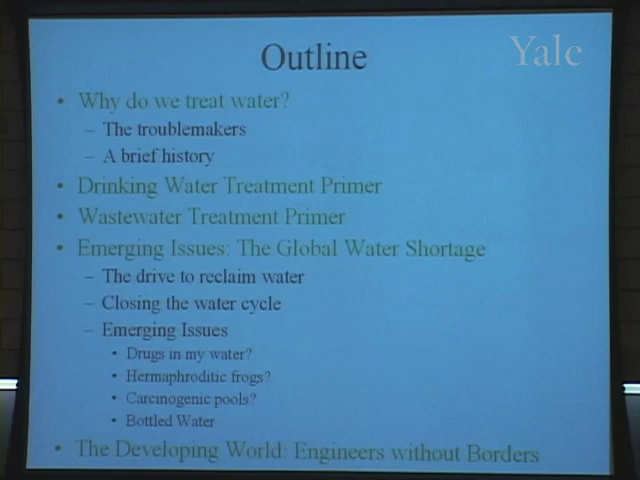 Yale
Outline
• Why do we treat water?
– The troublemakers
– A brief history
• Drinking Water Treatment Primer
• Wastewater Treatment Primer
• Emerging Issues: The Global Water Shortage
– The drive to reclaim water
– Closing the water cycle
– Emerging Issues
• Drugs in my water?
• Hermaphroditic frogs?
• Carcinogenic pools?
• Bottled Water
• The Developing World: Engineers without Borders